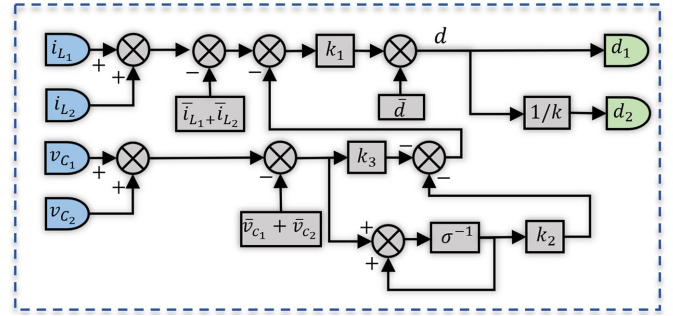 i_{L_1} + k_1 d d_1
+ - -
i_{L_2} \bar{i}_{L_1} + \bar{i}_{L_2} \bar{d} 1/k d_2
v_{C_1} + k_3 -
+ - -
v_{C_2} \bar{v}_{c_1} + \bar{v}_{c_2}
+ σ^{-1} k_2
+